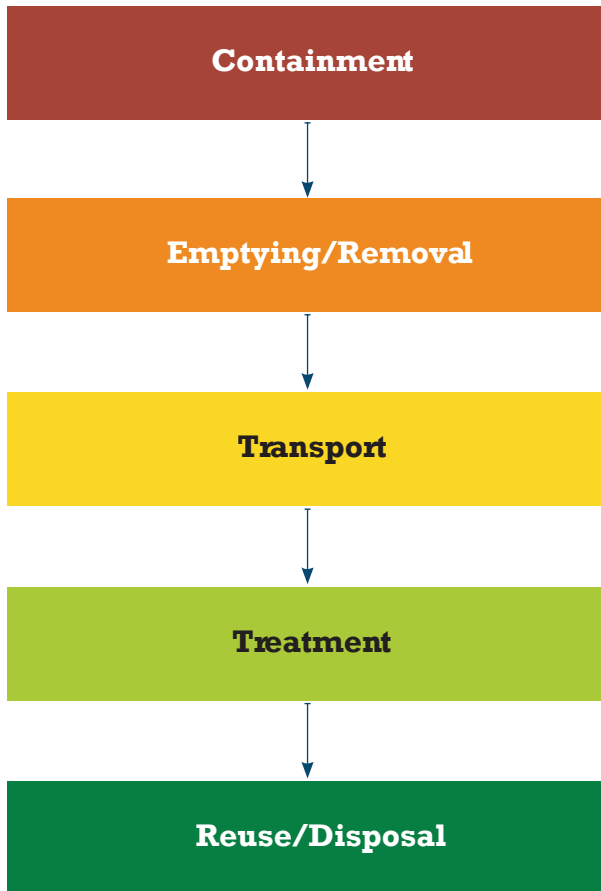 Containment
Emptying/Removal
Transport
Treatment
Reuse/Disposal